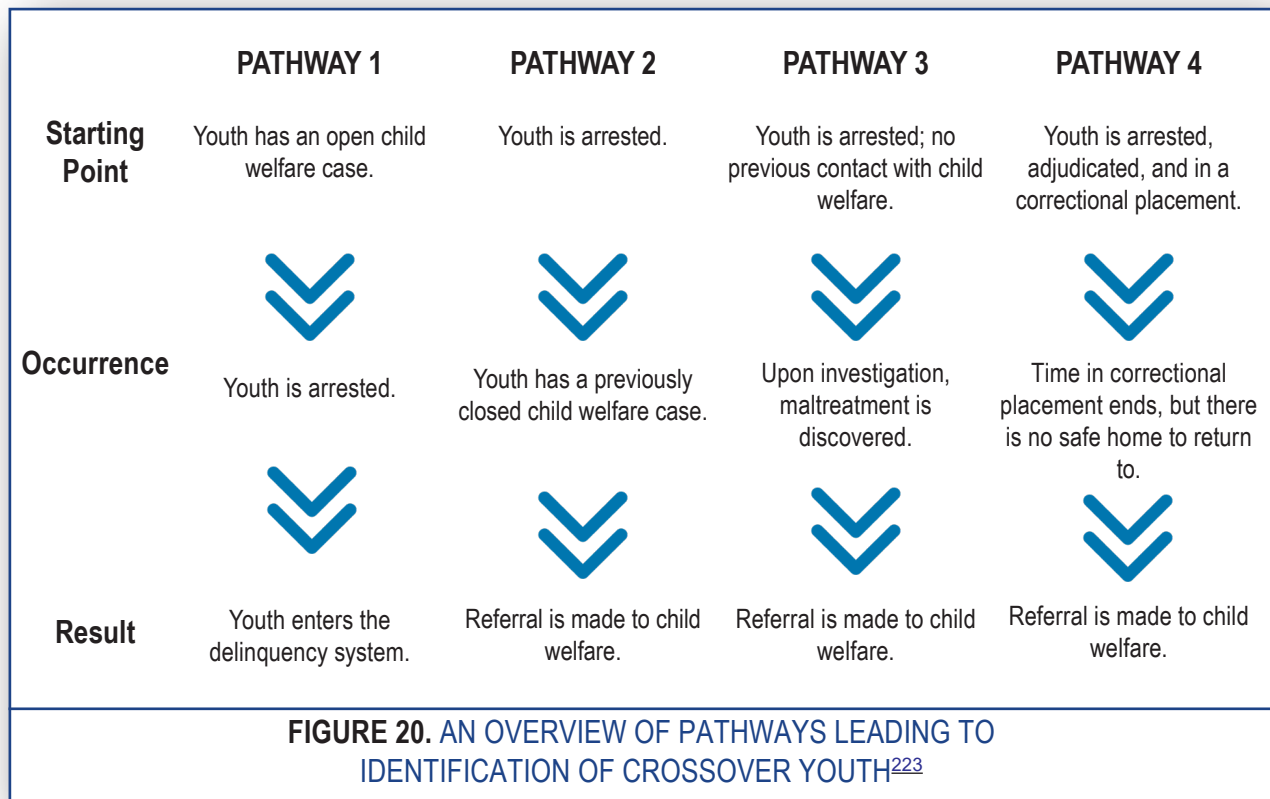 PATHWAY 1 PATHWAY 2 PATHWAY 3 PATHWAY 4
Starting
Point
Youth has an open child
welfare case.
Youth is arrested.
Youth is arrested; no
previous contact with child
welfare.
Youth is arrested,
adjudicated, and in a
correctional placement.
Occurrence
Youth is arrested.
Youth has a previously
closed child welfare case.
Upon investigation,
maltreatment is
discovered.
Time in correctional
placement ends, but there
is no safe home to return
to.
Result
Youth enters the
delinquency system.
Referral is made to child
welfare.
Referral is made to child
welfare.
Referral is made to child
welfare.
FIGURE 20. AN OVERVIEW OF PATHWAYS LEADING TO
IDENTIFICATION OF CROSSOVER YOUTH223